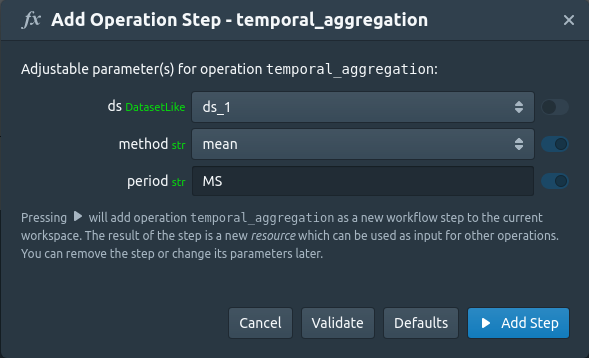 fx Add Operation Step - temporal_aggregation
Adjustable parameter(s) for operation temporal_aggregation:
ds DatasetLike ds_1
method str mean
period str MS
Pressing will add operation temporal_aggregation as a new workflow step to the current
workspace. The result of the step is a new resource which can be used as input for other operations.
You can remove the step or change its parameters later.
Cancel Validate Defaults Add Step